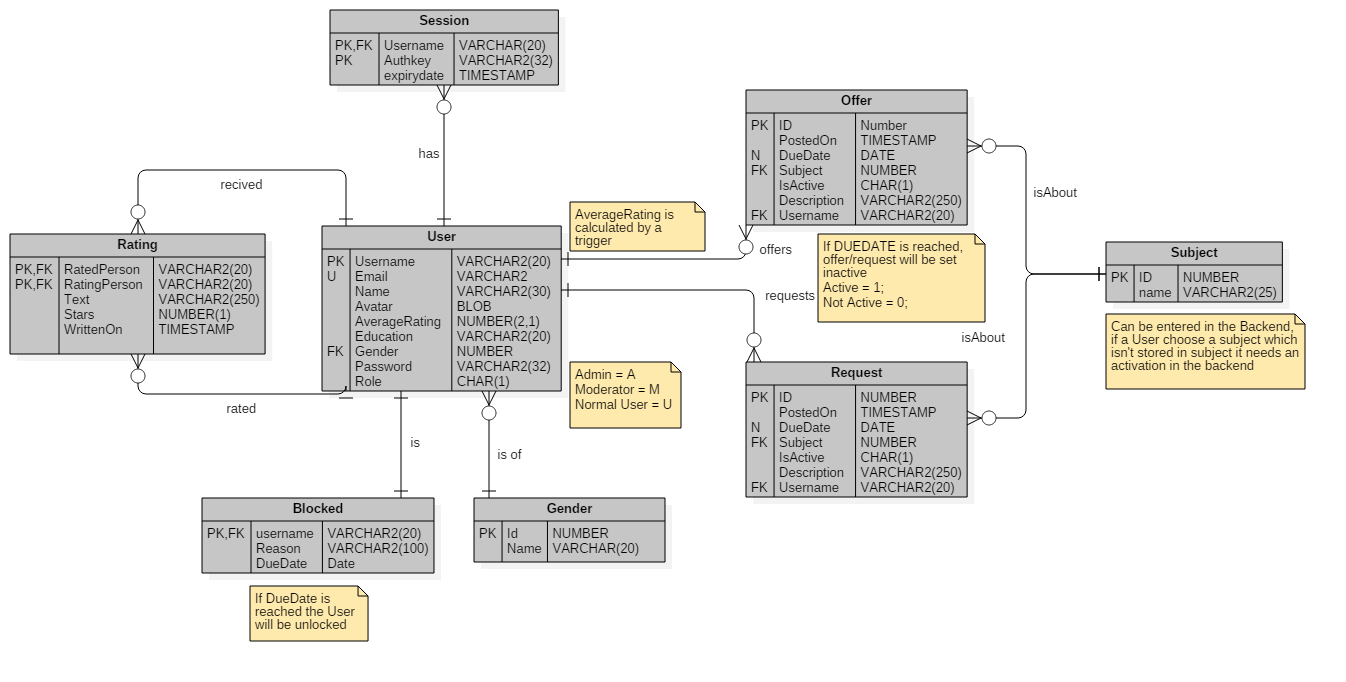 Session
PK,FK Username VARCHAR(20)
PK Authkey VARCHAR2(32)
expirydate TIMESTAMP
has
recived
Rating
PK,FK RatedPerson VARCHAR2(20)
PK,FK RatingPerson VARCHAR2(20)
Text VARCHAR2(250)
Stars NUMBER(1)
WrittenOn TIMESTAMP
rated
User
PK Username VARCHAR2(20)
U Email VARCHAR2
Name VARCHAR2(30)
Avatar BLOB
AverageRating NUMBER(2,1)
Education VARCHAR2(20)
FK Gender NUMBER
Password VARCHAR2(32)
Role CHAR(1)
AverageRating is
calculated by a
trigger
Admin = A
Moderator = M
Normal User = U
is
is of
Blocked
PK,FK username VARCHAR2(20)
Reason VARCHAR2(100)
DueDate Date
If DueDate is
reached the User
will be unlocked
Gender
PK Id NUMBER
Name VARCHAR(20)
Offer
PK ID Number
PostedOn TIMESTAMP
N DueDate DATE
FK Subject NUMBER
IsActive CHAR(1)
Description VARCHAR2(250)
FK Username VARCHAR2(20)
offers
If DUEDATE is reached,
offer/request will be set
inactive
Active = 1;
Not Active = 0;
requests
Request
PK ID NUMBER
PostedOn TIMESTAMP
N DueDate DATE
FK Subject NUMBER
IsActive CHAR(1)
Description VARCHAR2(250)
FK Username VARCHAR2(20)
isAbout
isAbout
Subject
PK ID NUMBER
name VARCHAR2(25)
Can be entered in the Backend,
if a User choose a subject which
isn't stored in subject it needs an
activation in the backend